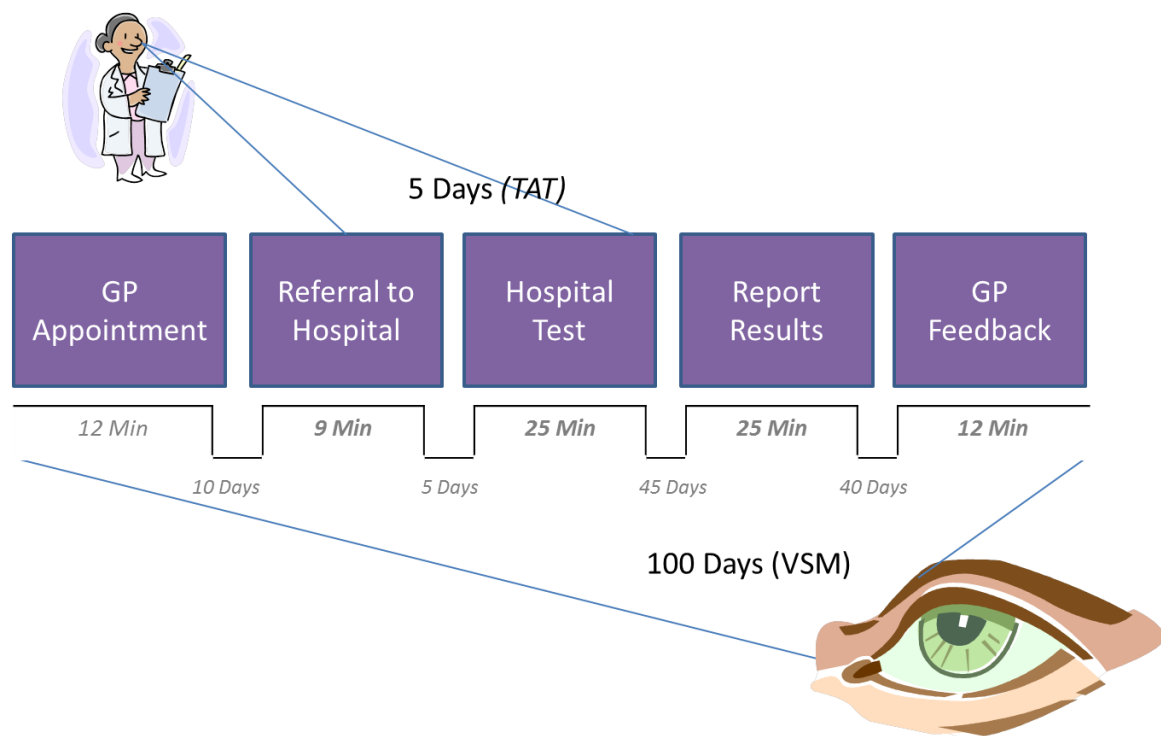 5 Days (TAT)
GP
Appointment
Referral to
Hospital
Hospital
Test
Report
Results
GP
Feedback
12 Min
9 Min
25 Min
25 Min
12 Min
10 Days
5 Days
45 Days
40 Days
100 Days (VSM)